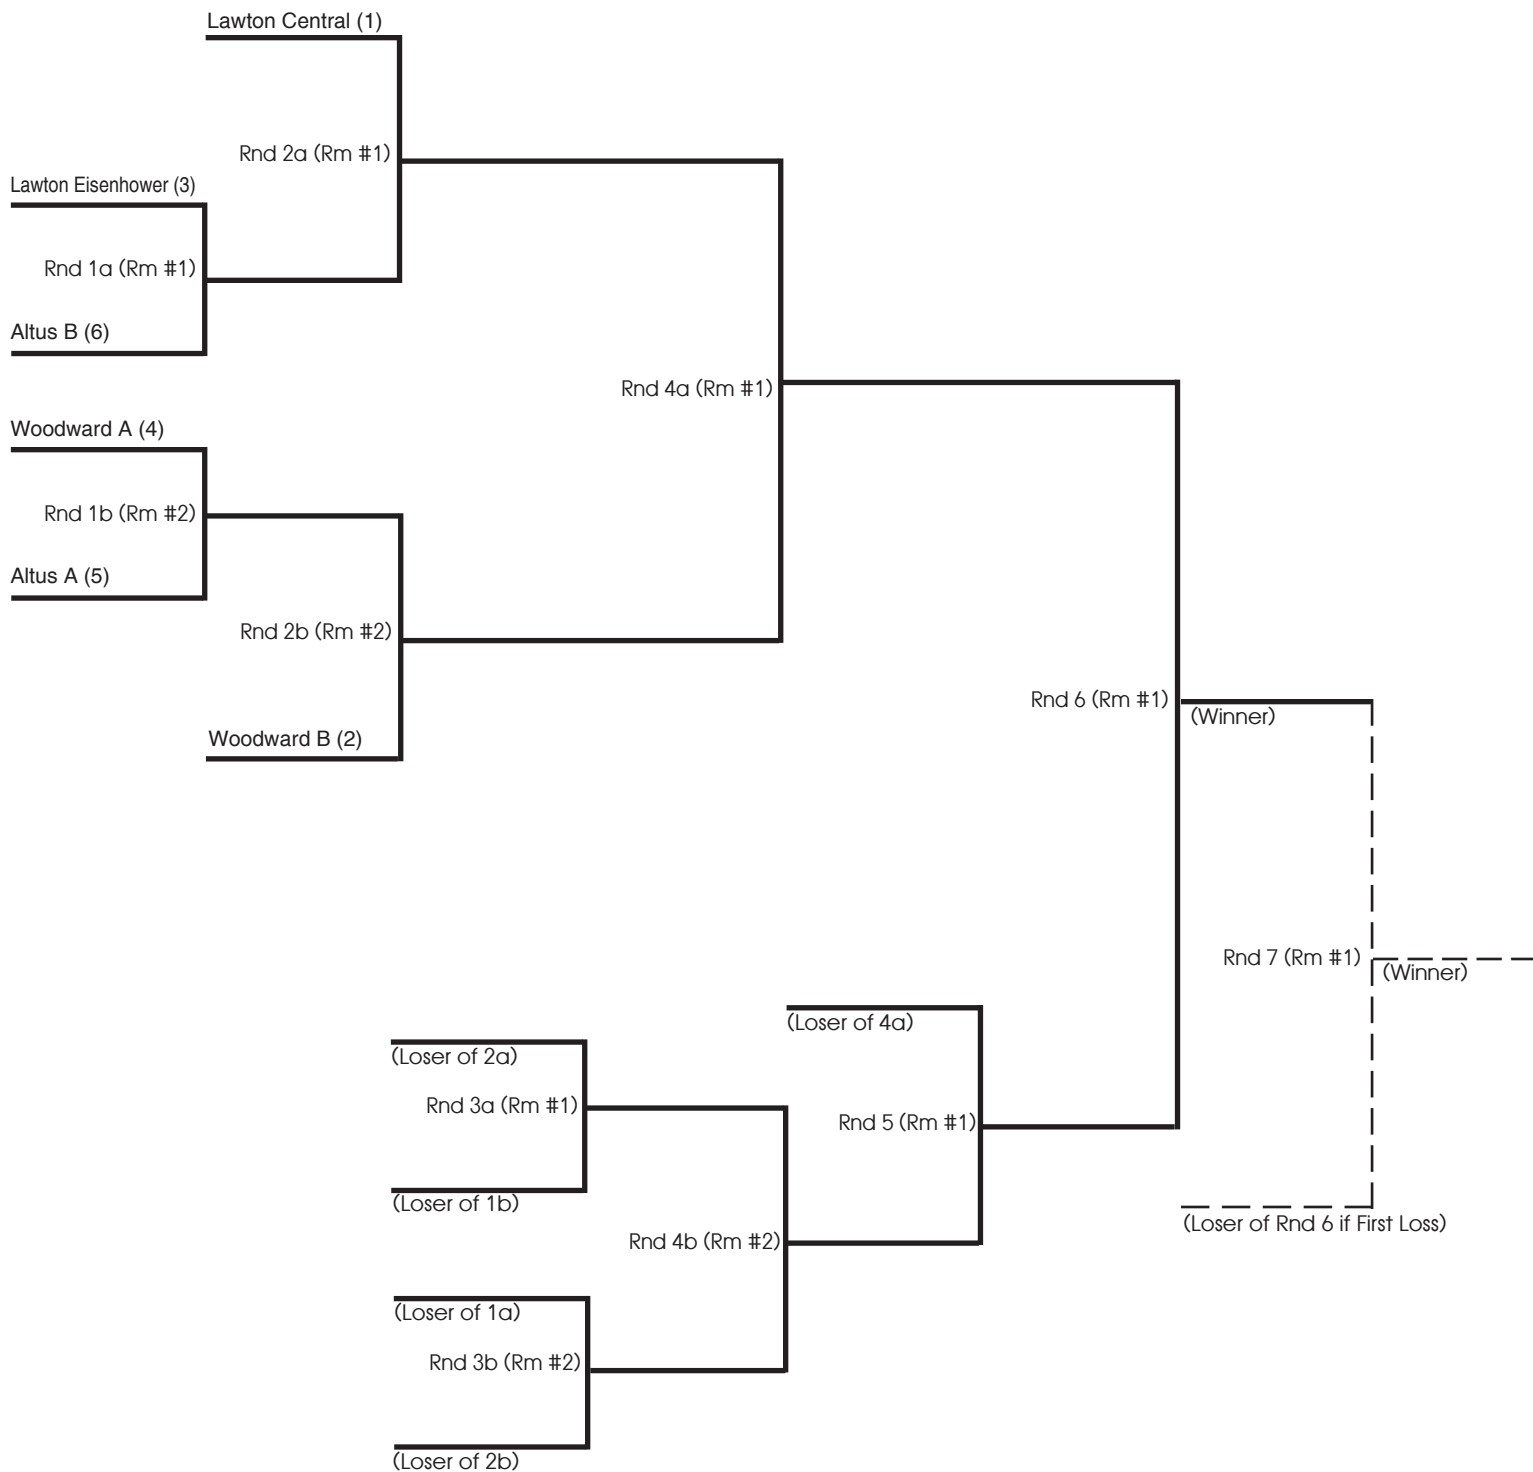 Lawton Central (1)
Rnd 2a (Rm #1)
Lawton Eisenhower (3)
Rnd 1a (Rm #1)
Altus B (6)
Rnd 4a (Rm #1)
Woodward A (4)
Rnd 1b (Rm #2)
Altus A (5)
Rnd 2b (Rm #2)
Woodward B (2)
Rnd 6 (Rm #1)
(Winner)
Rnd 7 (Rm #1)
(Winner)
(Loser of 4a)
(Loser of 2a)
Rnd 3a (Rm #1)
Rnd 5 (Rm #1)
(Loser of 1b)
(Loser of Rnd 6 if First Loss)
Rnd 4b (Rm #2)
(Loser of 1a)
Rnd 3b (Rm #2)
(Loser of 2b)